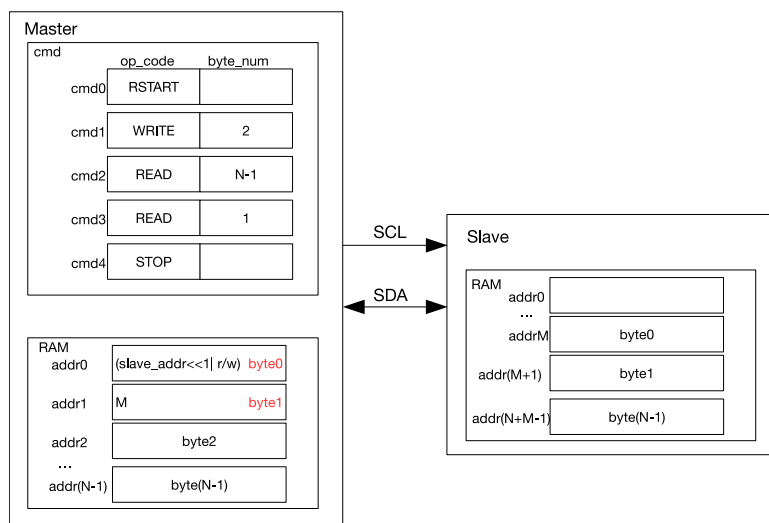 Master
cmd
op_code byte_num
cmd0 RSTART
cmd1 WRITE 2
cmd2 READ N-1
cmd3 READ 1
cmd4 STOP
RAM
addr0 (slave_addr<<1| r/w) byte0
addr1 M byte1
addr2 byte2
...
addr(N-1) byte(N-1)
SCL
SDA
Slave
RAM
addr0
...
addrM byte0
addr(M+1) byte1
addr(N+M-1) byte(N-1)